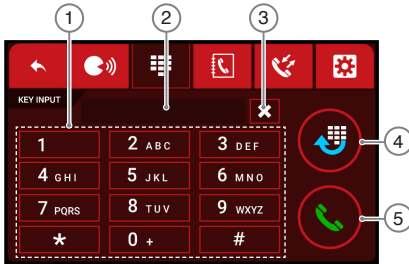 1 2 3
KEY INPUT
1 2 ABC 3 DEF
4
4 GHI 5 JKL 6 MNO
7 PQRS 8 TUV 9 WXYZ
5
* 0 + #